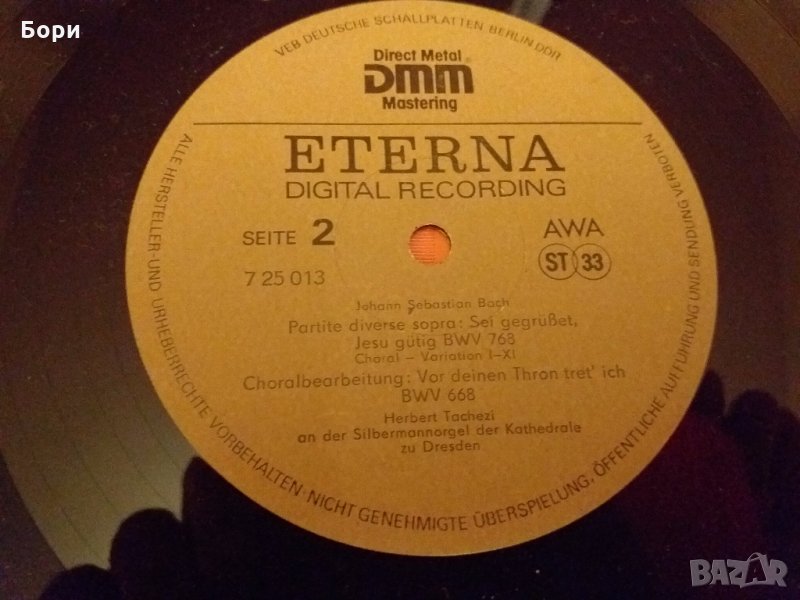 Бори
VEB DEUTSCHE SCHALLPLATTEN BERLIN DDR
Direct Metal
DMM
Mastering
ETERNA
DIGITAL RECORDING
SEITE 2
AWA
7 25 013
ST 33
Johann Sebastian Bach
Partite diverse sopra: Sei gegrüßet,
Jesu gütig BWV 768
Choral – Variation I–XI
Choralbearbeitung: Vor deinen Thron tret' ich
BWV 668
Herbert Tachezi
an der Silbermannorgel der Kathedrale
zu Dresden
ALLE HERSTELLER-UND URHEBERRECHTE VORBEHALTEN · NICHT GENEHMIGTE ÜBERSPIELUNG, ÖFFENTLICHE AUFFÜHRUNG UND SENDUNG VERBOTEN
BAZAR